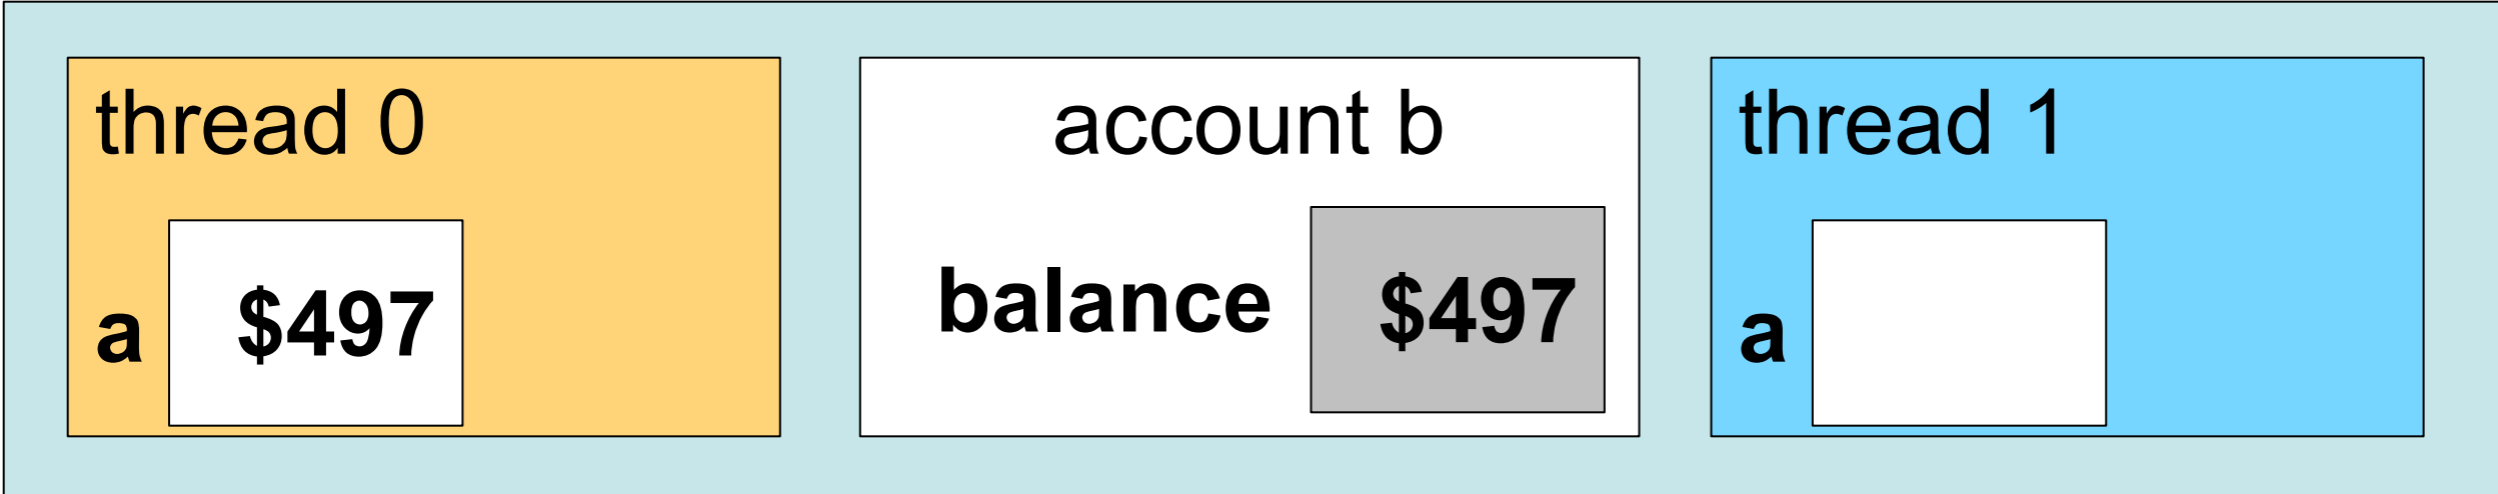 thread 0
a $497
account b
balance $497
thread 1
a